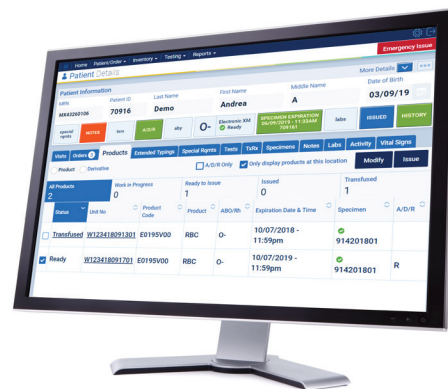 Home Patient/Order Inventory Testing Reports
Emergency Issue
Patient Details
More Details
Patient Information
MRN Patient ID Last Name First Name Middle Name Date of Birth
MX43260106 70916 Demo Andrea A 03/09/19
special rqmts NOTES txn A/D/R aby O- Electronic XM Ready SPECIMEN EXPIRATION 06/09/2019 - 11:33AM 709161 labs ISSUED HISTORY
Visits Orders 3 Products Extended Typings Special Rqmts Tests TxRs Specimens Notes Labs Activity Vital Signs
Product Derivative A/D/R Only Only display products at this location Modify Issue
All Products Work in Progress Ready to Issue Issued Transfused
2 0 1 0 1
Status Unit No Product Code Product ABO/Rh Expiration Date & Time Specimen A/D/R
Transfused W123418091301 E0195V00 RBC O- 10/07/2018 - 11:59pm 914201801
Ready W123418091701 E0195V00 RBC O- 10/07/2019 - 11:59pm 914201801 R